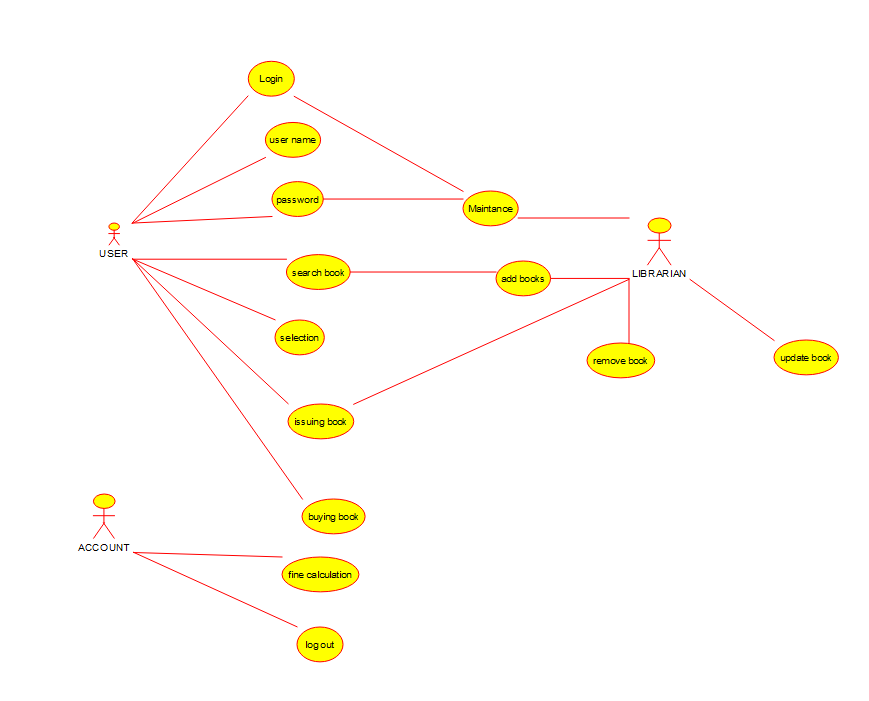 Login
user name
password
Maintance
USER
search book
add books
LIBRARIAN
selection
remove book
update book
issuing book
buying book
ACCOUNT
fine calculation
log out